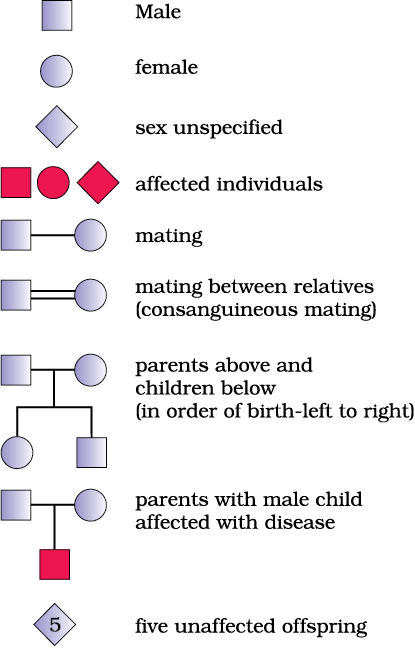 Male
female
sex unspecified
affected individuals
mating
mating between relatives
(consanguineous mating)
parents above and
children below
(in order of birth-left to right)
parents with male child
affected with disease
5
five unaffected offspring